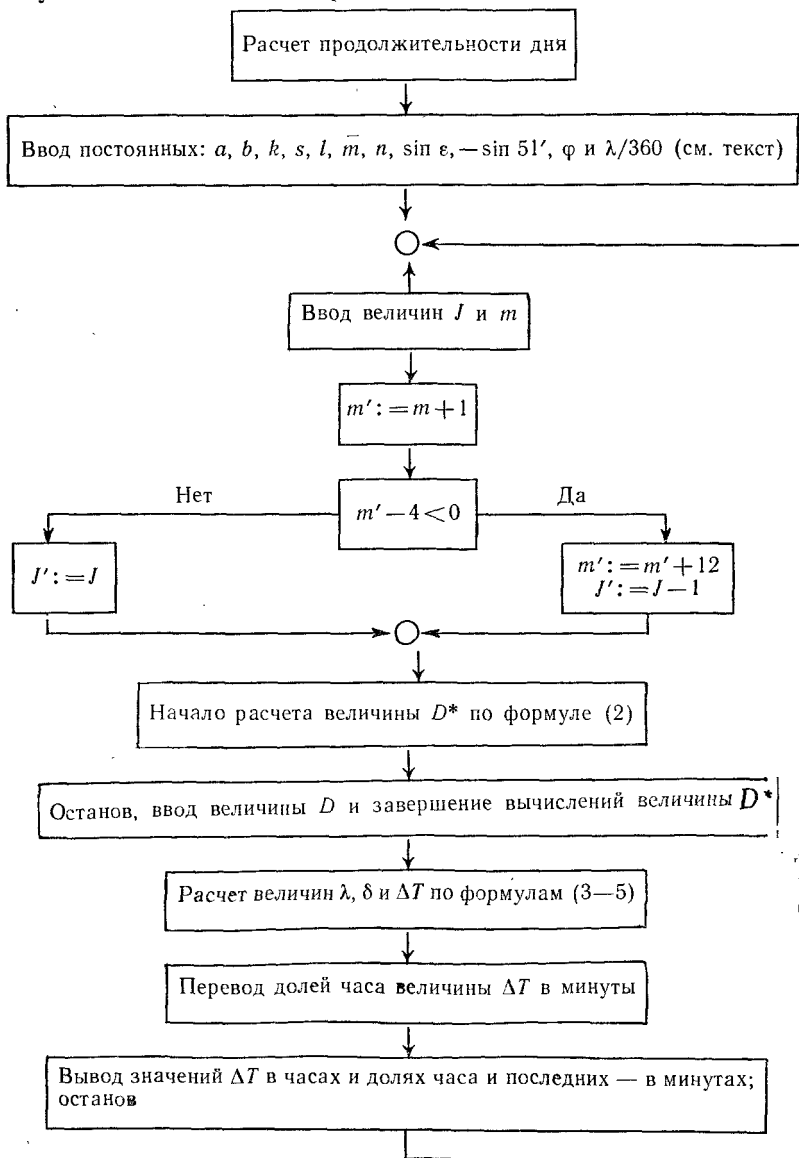 Расчет продолжительности дня
Ввод постоянных: a, b, k, s, l, m̄, n, sin ε, — sin 51′, φ и λ/360 (см. текст)
Ввод величин J и m
m′ := m + 1
Нет
m′ — 4 < 0
Да
J′ := J
m′ := m′ + 12
J′ := J — 1
Начало расчета величины D* по формуле (2)
Останов, ввод величины D и завершение вычислений величины D*
Расчет величин λ, δ и ΔT по формулам (3—5)
Перевод долей часа величины ΔT в минуты
Вывод значений ΔT в часах и долях часа и последних — в минутах;
останов